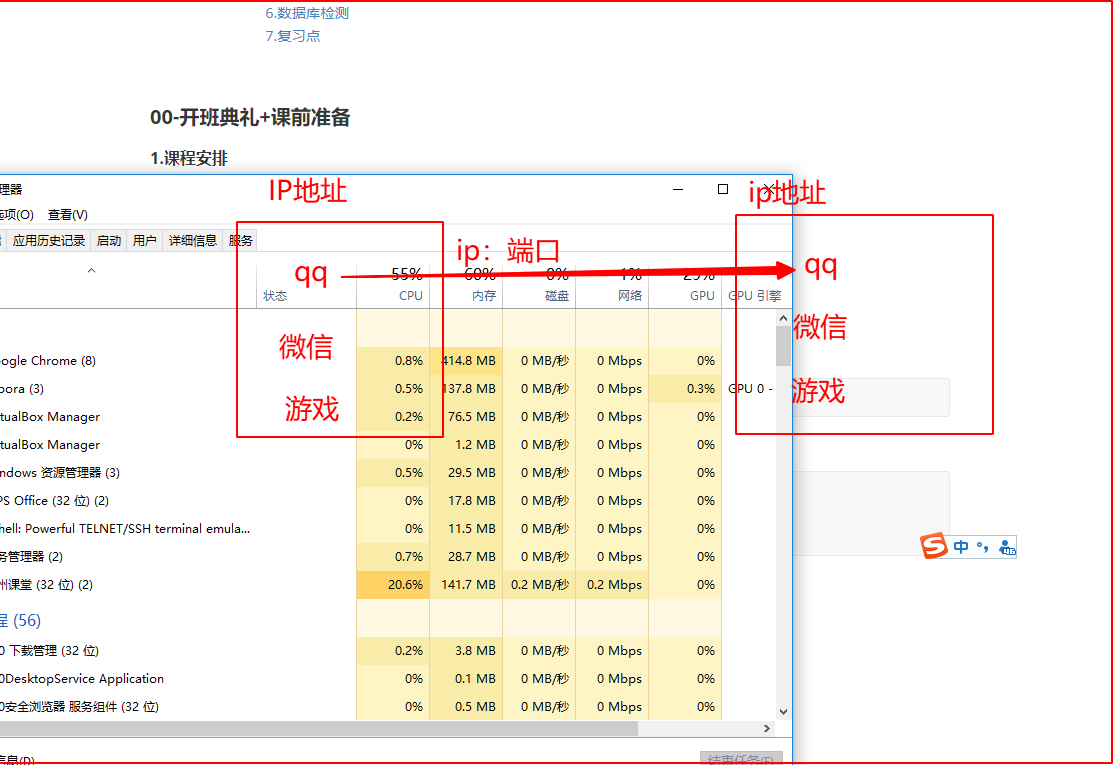 6.数据库检测
7.复习点
00-开班典礼+课前准备
1.课程安排
理器
IP地址
ip地址
选项(O) 查看(V)
应用历史记录 启动 用户 详细信息 服务
ip：端口
qq
qq
55% 60% 0% 1% 29%
状态 CPU 内存 磁盘 网络 GPU GPU 引擎
微信
微信
游戏
游戏
oogle Chrome (8) 0.8% 414.8 MB 0 MB/秒 0 Mbps 0%
pora (3) 0.5% 137.8 MB 0 MB/秒 0 Mbps 0.3% GPU 0 -
tualBox Manager 0.2% 76.5 MB 0 MB/秒 0 Mbps 0%
tualBox Manager 0% 1.2 MB 0 MB/秒 0 Mbps 0%
ndows 资源管理器 (3) 0.5% 29.5 MB 0 MB/秒 0 Mbps 0%
PS Office (32 位) (2) 0% 17.8 MB 0 MB/秒 0 Mbps 0%
hell: Powerful TELNET/SSH terminal emula... 0% 11.5 MB 0 MB/秒 0 Mbps 0%
务管理器 (2) 0.7% 28.7 MB 0 MB/秒 0 Mbps 0%
州课堂 (32 位) (2) 20.6% 141.7 MB 0.2 MB/秒 0.2 Mbps 0%
中
程 (56)
0 下载管理 (32 位) 0.2% 3.8 MB 0 MB/秒 0 Mbps 0%
0DesktopService Application 0% 0.1 MB 0 MB/秒 0 Mbps 0%
0安全浏览器 服务组件 (32 位) 0% 0.5 MB 0 MB/秒 0 Mbps 0%
信息(D)
结束任务(E)